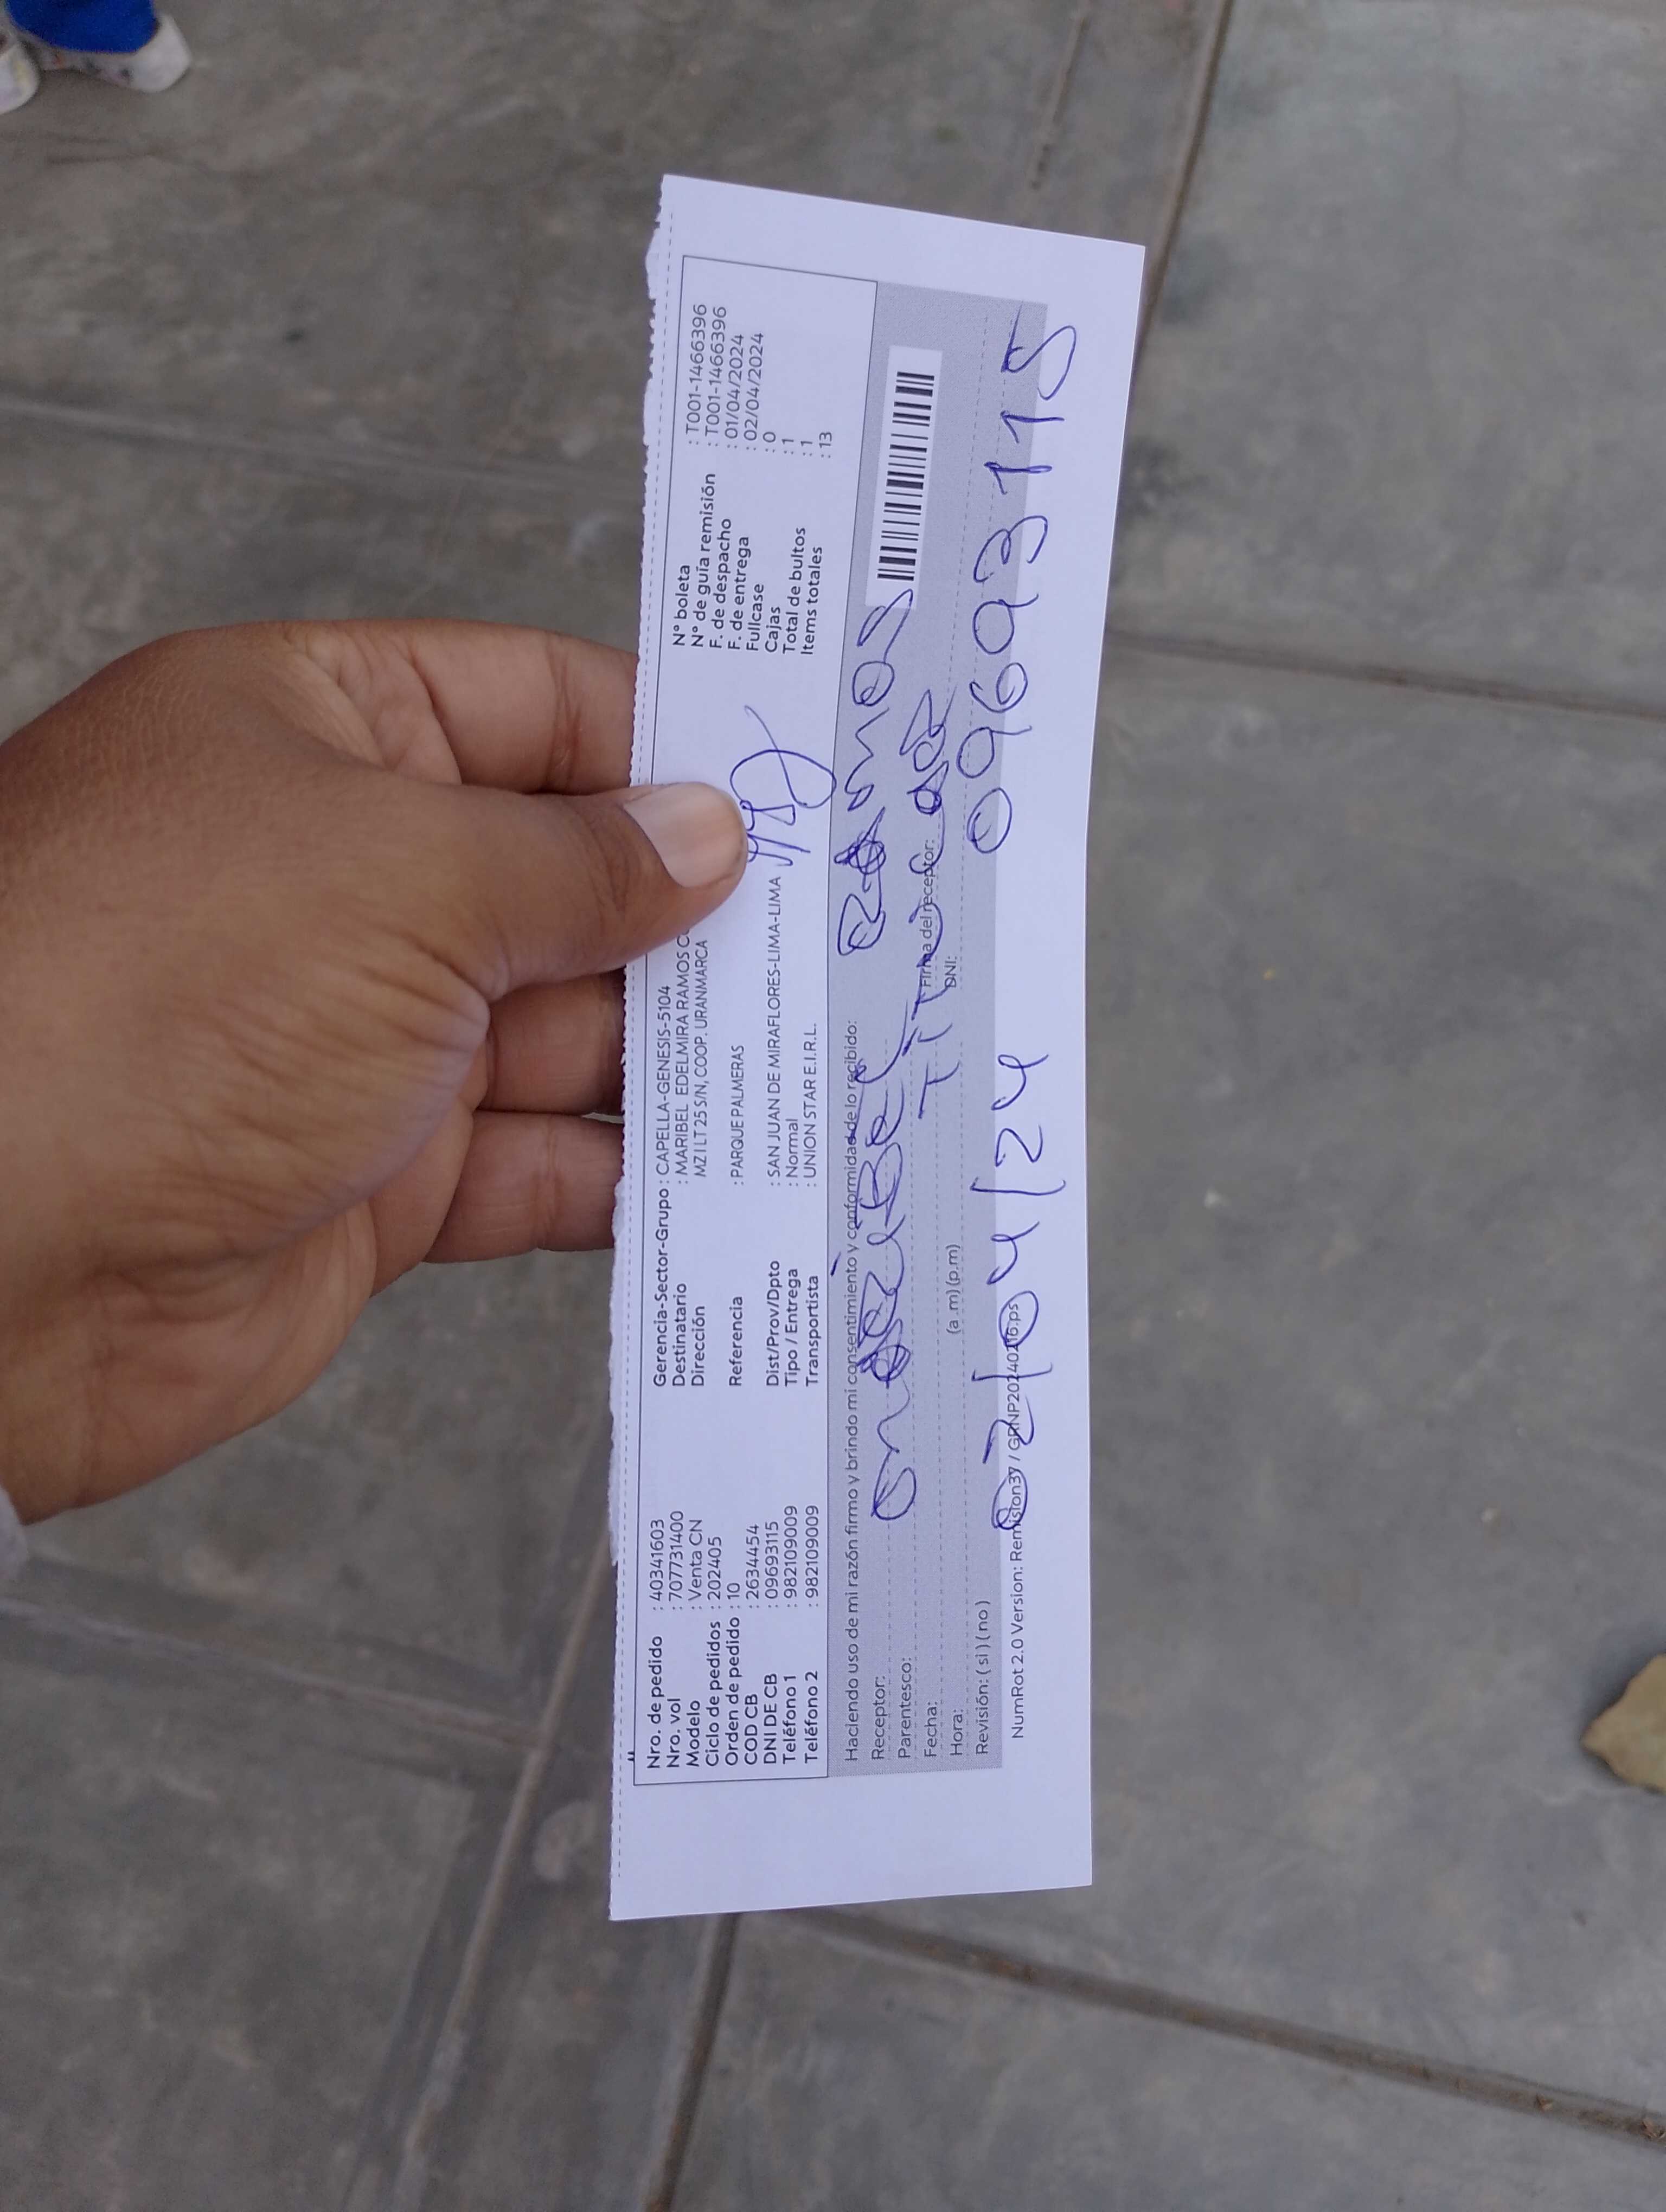 Nro. de pedido : 40341603 Gerencia-Sector-Grupo : CAPELLA-GENESIS-5104 N° boleta : T001-1466396
Nro. vol : 707731400 Destinatario : MARIBEL EDELMIRA RAMOS N° de guía remisión : T001-1466396
Modelo : Venta CN Dirección MZ I LT 25 S/N, COOP. URANMARCA F. de despacho : 01/04/2024
Ciclo de pedidos : 202405 F. de entrega : 02/04/2024
Orden de pedido : 10 Referencia : PARQUE PALMERAS Fullcase : 0
COD CB : 2634454 Cajas : 1
DNI DE CB : 09693115 Dist/Prov/Dpto : SAN JUAN DE MIRAFLORES-LIMA-LIMA Total de bultos : 1
Teléfono 1 : 982109009 Tipo / Entrega : Normal Items totales : 13
Teléfono 2 : 982109009 Transportista : UNION STAR E.I.R.L.
Haciendo uso de mi razón firmo y brindo mi consentimiento y conformidad de lo recibido:
Receptor: Maribel Ramos
Parentesco: Titular
Fecha: Firma del receptor:
Hora: (a .m) (p.m) DNI: 09693115
Revisión: ( si ) ( no ) 02/04/24
NumRot 2.0 Version: